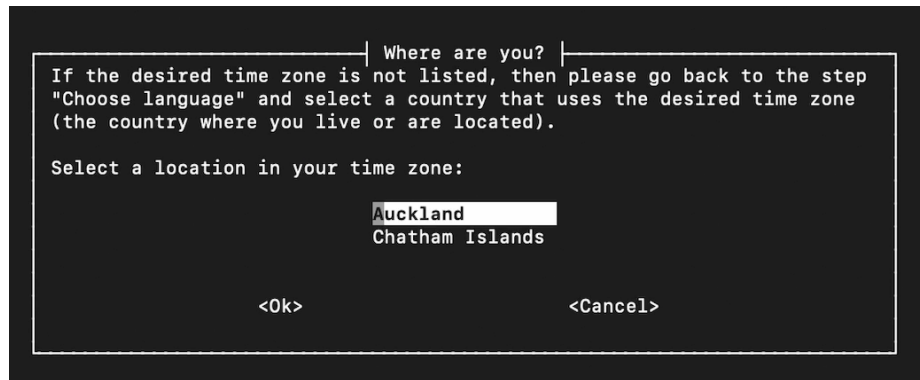 Where are you?
If the desired time zone is not listed, then please go back to the step
"Choose language" and select a country that uses the desired time zone
(the country where you live or are located).
Select a location in your time zone:
Auckland
Chatham Islands
<Ok> <Cancel>